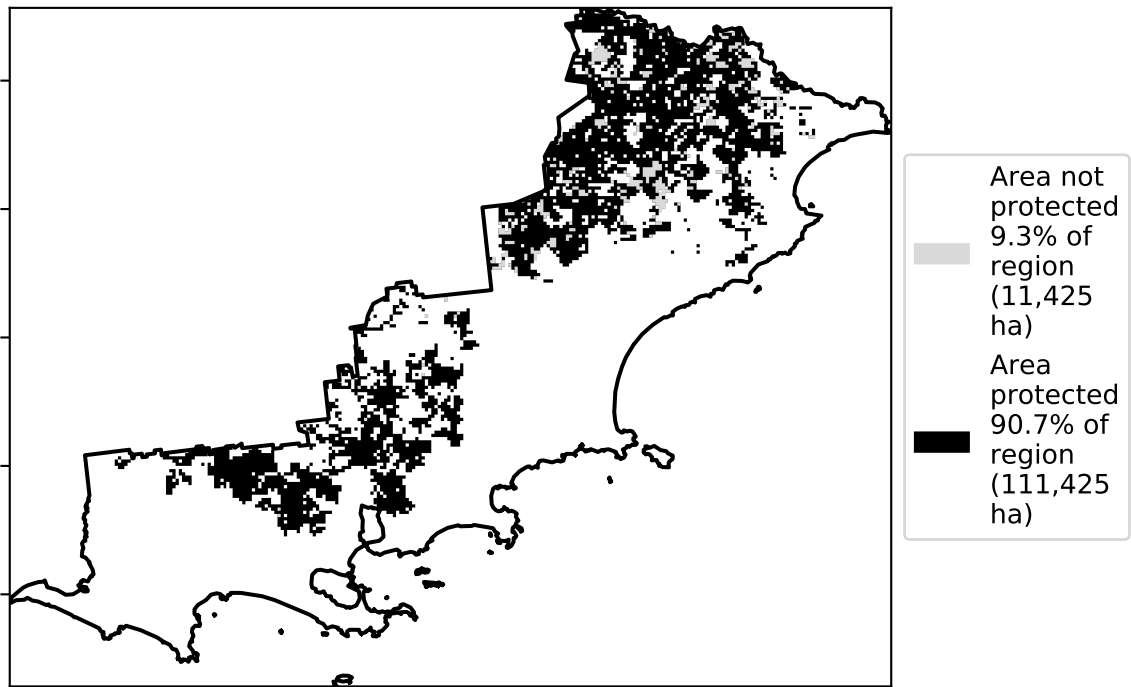 Area not
protected
9.3% of
region
(11,425
ha)
Area
protected
90.7% of
region
(111,425
ha)